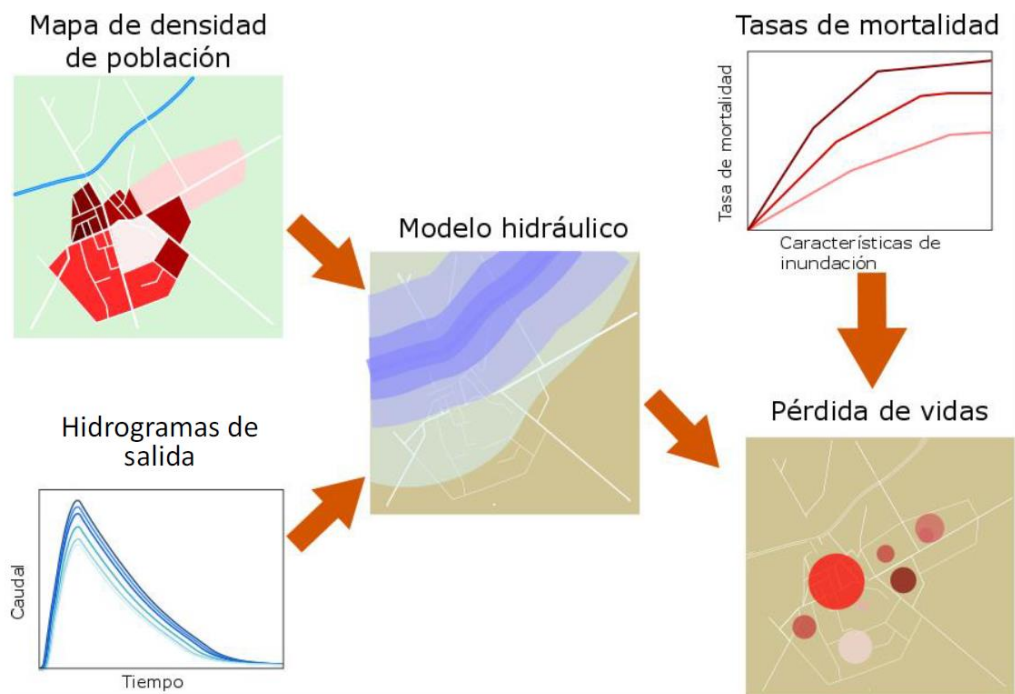 Mapa de densidad
de población
Tasas de mortalidad
Tasa de mortalidad
Características de
inundación
Modelo hidráulico
Hidrogramas de
salida
Caudal
Tiempo
Pérdida de vidas